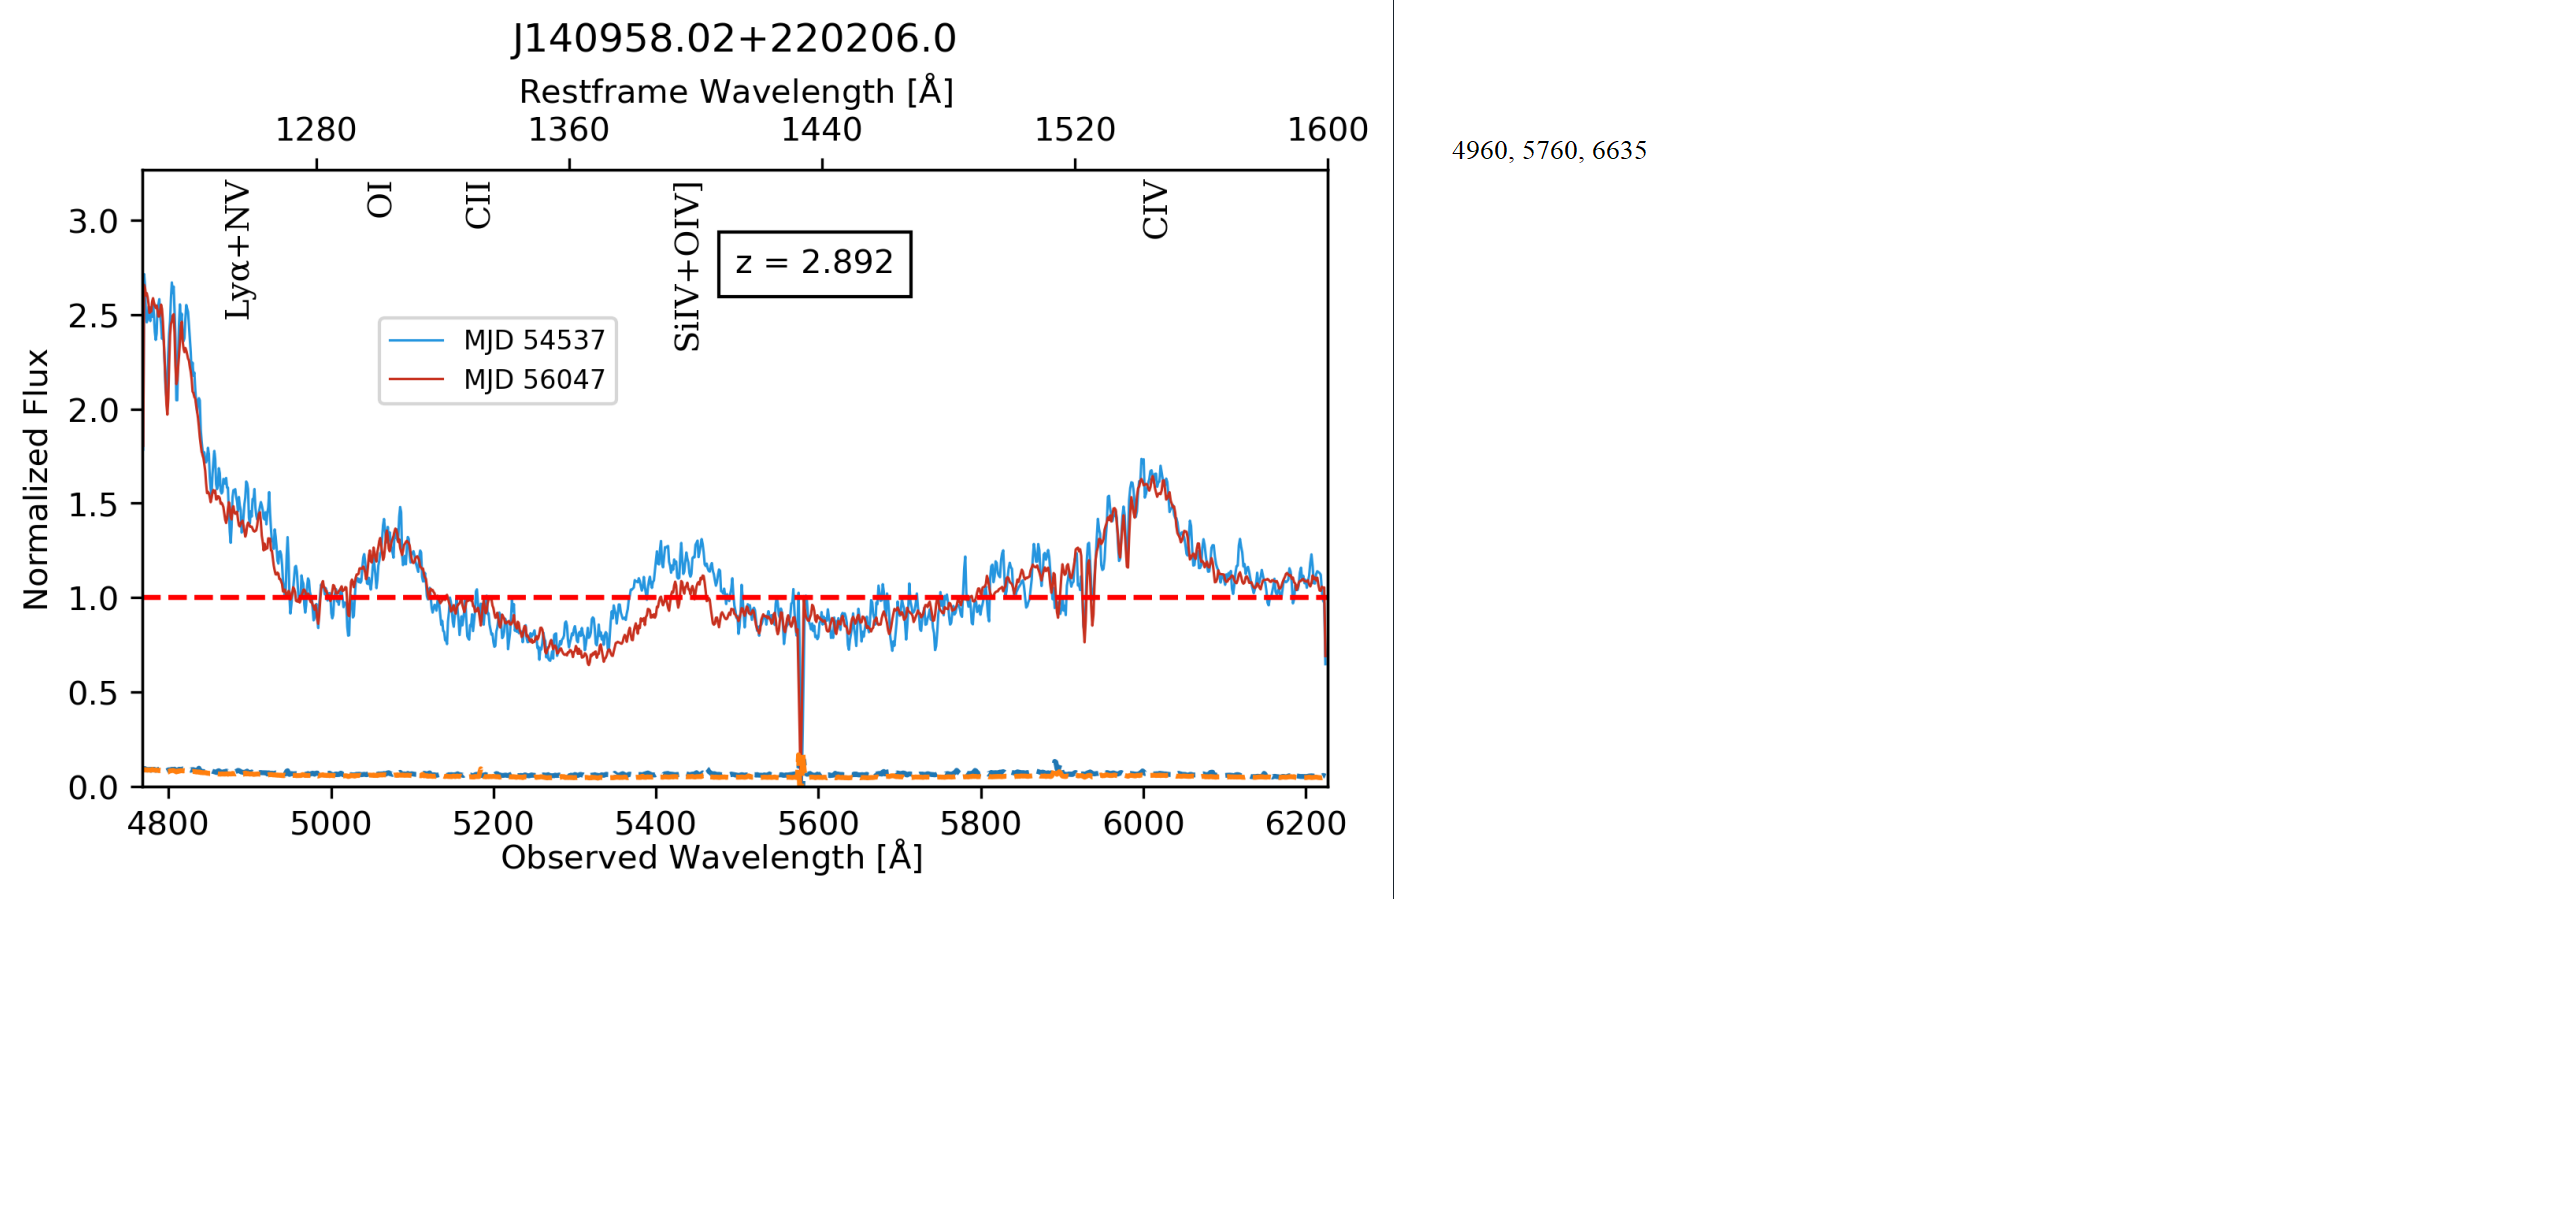 J140958.02+220206.0
Restframe Wavelength [Å]
1280 1360 1440 1520 1600
Lyα+NV OI CII SiIV+OIV] CIV
z = 2.892
MJD 54537
MJD 56047
Normalized Flux
3.0
2.5
2.0
1.5
1.0
0.5
0.0
4800 5000 5200 5400 5600 5800 6000 6200
Observed Wavelength [Å]
4960, 5760, 6635